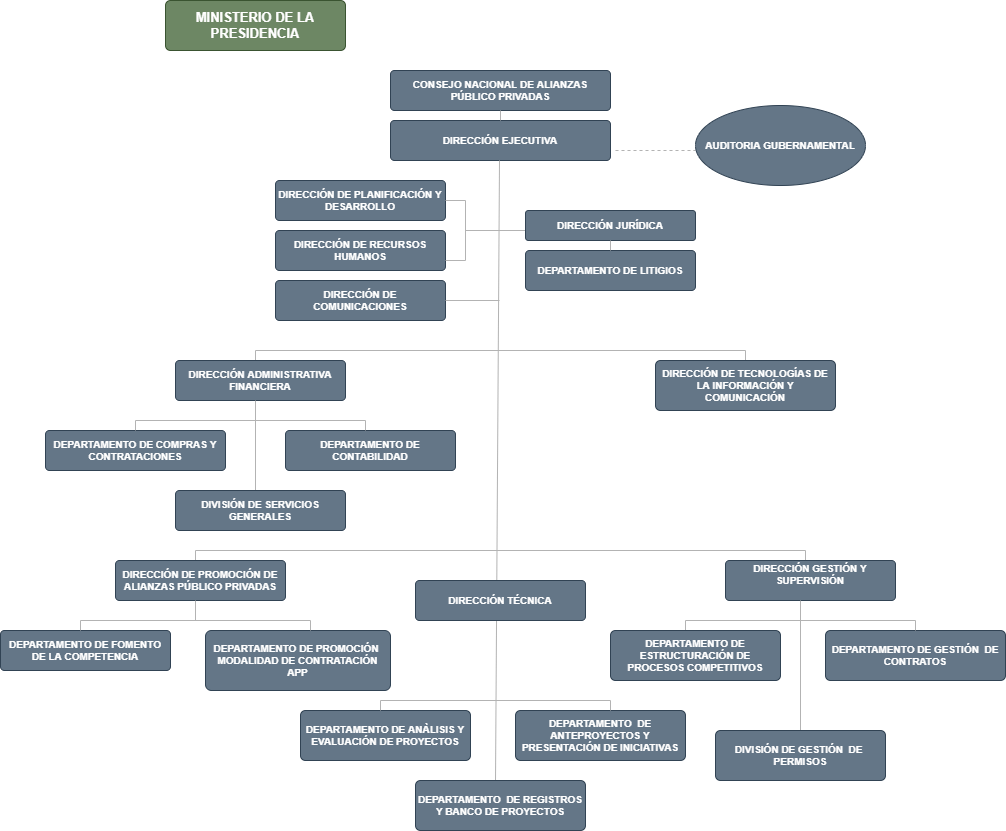 MINISTERIO DE LA
PRESIDENCIA
CONSEJO NACIONAL DE ALIANZAS
PÚBLICO PRIVADAS
DIRECCIÓN EJECUTIVA
AUDITORIA GUBERNAMENTAL
DIRECCIÓN DE PLANIFICACIÓN Y
DESARROLLO
DIRECCIÓN JURÍDICA
DIRECCIÓN DE RECURSOS
HUMANOS
DEPARTAMENTO DE LITIGIOS
DIRECCIÓN DE
COMUNICACIONES
DIRECCIÓN ADMINISTRATIVA
FINANCIERA
DIRECCIÓN DE TECNOLOGÍAS DE
LA INFORMACIÓN Y
COMUNICACIÓN
DEPARTAMENTO DE COMPRAS Y
CONTRATACIONES
DEPARTAMENTO DE
CONTABILIDAD
DIVISIÓN DE SERVICIOS
GENERALES
DIRECCIÓN DE PROMOCIÓN DE
ALIANZAS PÚBLICO PRIVADAS
DIRECCIÓN TÉCNICA
DIRECCIÓN GESTIÓN Y
SUPERVISIÓN
DEPARTAMENTO DE FOMENTO
DE LA COMPETENCIA
DEPARTAMENTO DE PROMOCIÓN
MODALIDAD DE CONTRATACIÓN
APP
DEPARTAMENTO DE
ESTRUCTURACIÓN DE
PROCESOS COMPETITIVOS
DEPARTAMENTO DE GESTIÓN DE
CONTRATOS
DEPARTAMENTO DE ANÀLISIS Y
EVALUACIÓN DE PROYECTOS
DEPARTAMENTO DE
ANTEPROYECTOS Y
PRESENTACIÓN DE INICIATIVAS
DIVISIÓN DE GESTIÓN DE
PERMISOS
DEPARTAMENTO DE REGISTROS
Y BANCO DE PROYECTOS